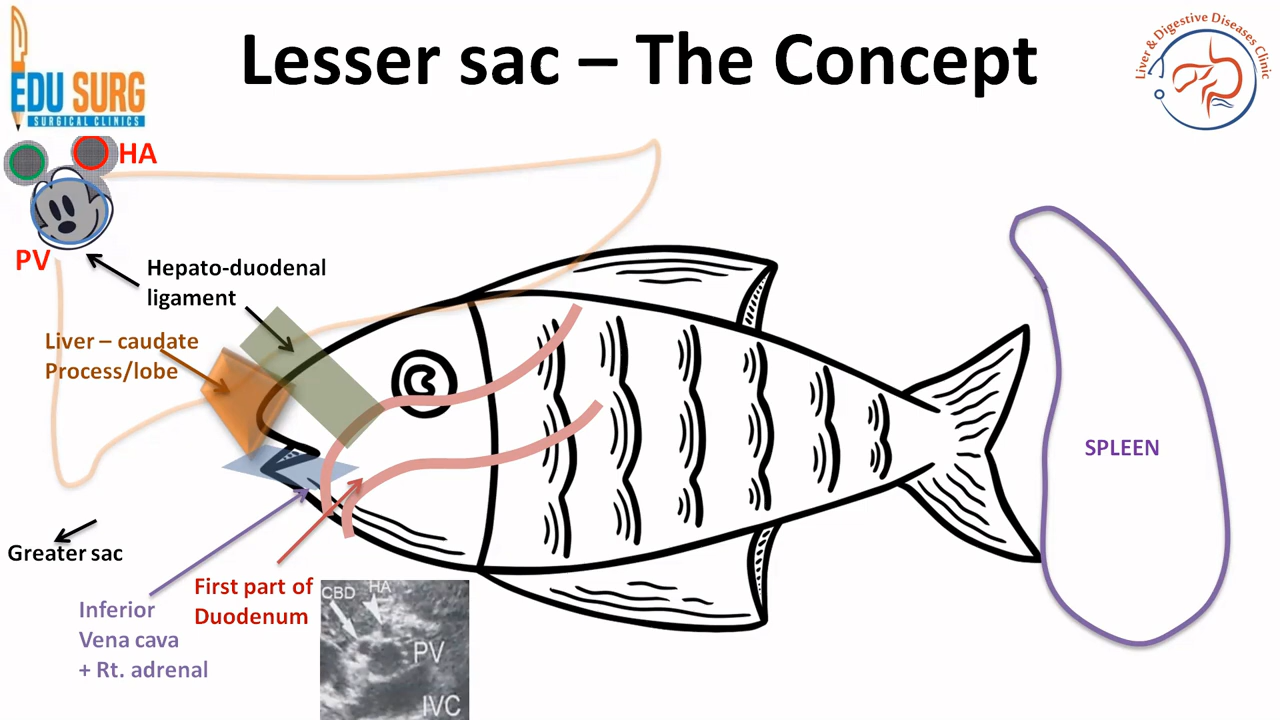 Lesser sac – The Concept
EDU SURG
SURGICAL CLINICS
Liver & Digestive Diseases Clinic
HA
PV
Hepato-duodenal
ligament
Liver – caudate
Process/lobe
SPLEEN
Greater sac
First part of
Duodenum
Inferior
Vena cava
+ Rt. adrenal
CBD
HA
PV
IVC